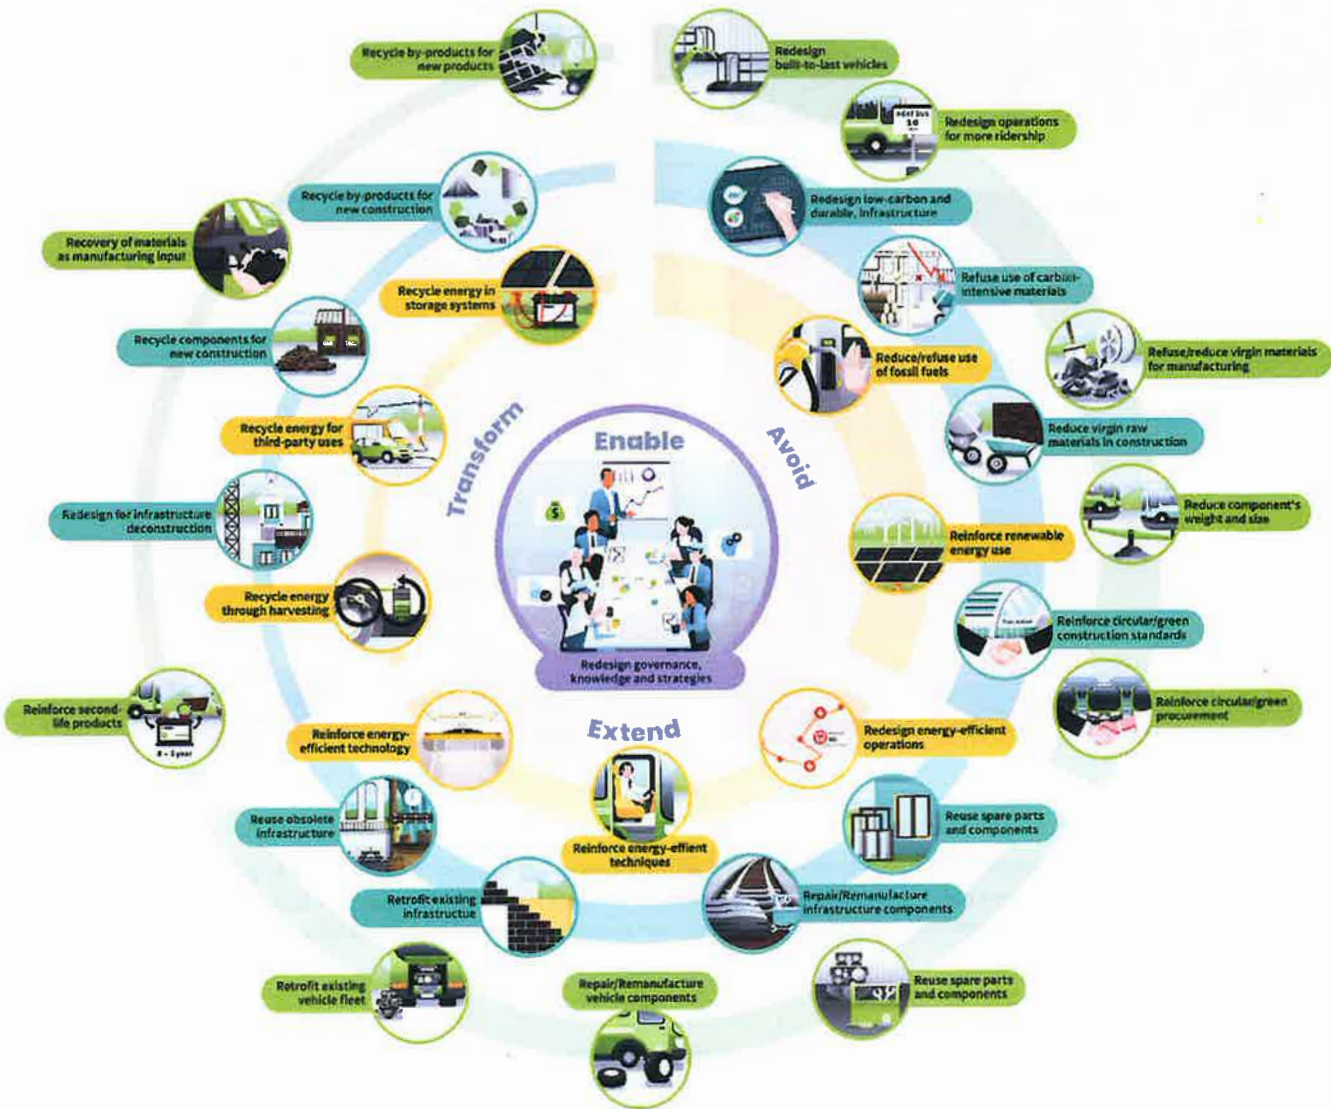 Recycle by-products for
new products
Redesign
built-to-last vehicles
NEXT BUS
10
Redesign operations
for more ridership
Recycle by-products for
new construction
Redesign low-carbon and
durable, infrastructure
Recovery of materials
as manufacturing input
Recycle energy in
storage systems
Refuse use of carbon-
intensive materials
Recycle components for
new construction
Reduce/refuse use
of fossil fuels
Refuse/reduce virgin materials
for manufacturing
Recycle energy for
third-party uses
Reduce virgin raw
materials in construction
Transform
Enable
Avoid
Redesign for infrastructure
deconstruction
Reduce component's
weight and size
Reinforce renewable
energy use
Recycle energy
through harvesting
Reinforce circular/green
construction standards
Redesign governance,
knowledge and strategies
Reinforce second-
life products
8 - 5 year
Reinforce circular/green
procurement
Reinforce energy-
efficient technology
Extend
Redesign energy-efficient
operations
Reuse obsolete
infrastructure
Reinforce energy-effient
techniques
Reuse spare parts
and components
Retrofit existing
infrastructue
Repair/Remanufacture
infrastructure components
Retrofit existing
vehicle fleet
Repair/Remanufacture
vehicle components
Reuse spare parts
and components